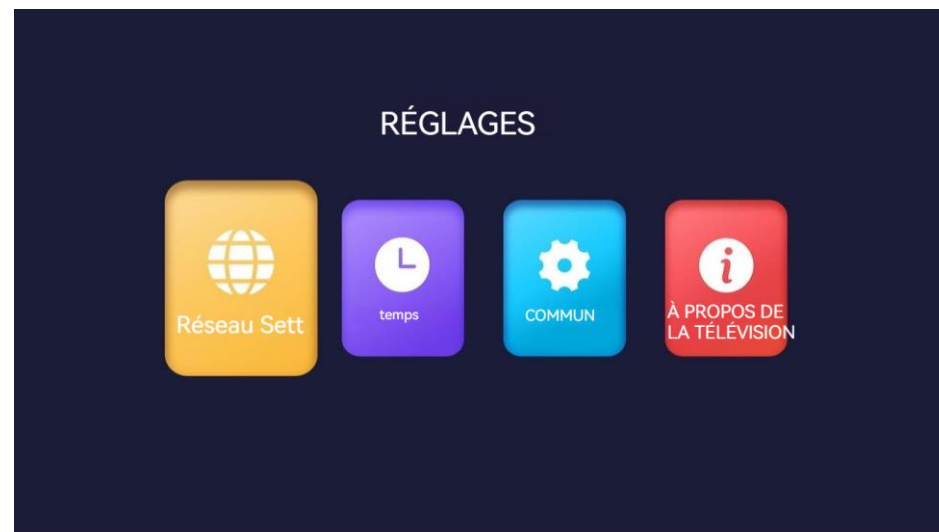 RÉGLAGES
Réseau Sett
temps
COMMUN
À PROPOS DE
LA TÉLÉVISION